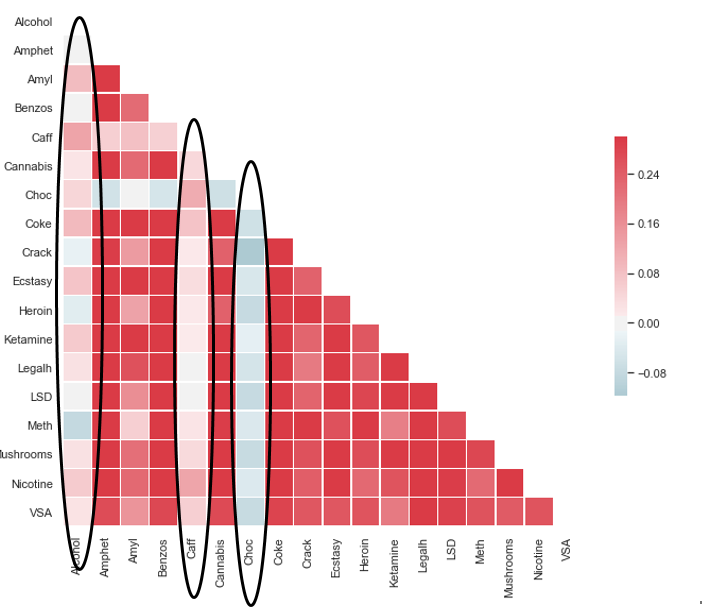 Alcohol
Amphet
Amyl
Benzos
Caff
Cannabis
Choc
Coke
Crack
Ecstasy
Heroin
Ketamine
Legalh
LSD
Meth
ushrooms
Nicotine
VSA
0.24
0.16
0.08
0.00
−0.08
Alcohol
Amphet
Amyl
Benzos
Caff
Cannabis
Choc
Coke
Crack
Ecstasy
Heroin
Ketamine
Legalh
LSD
Meth
Mushrooms
Nicotine
VSA